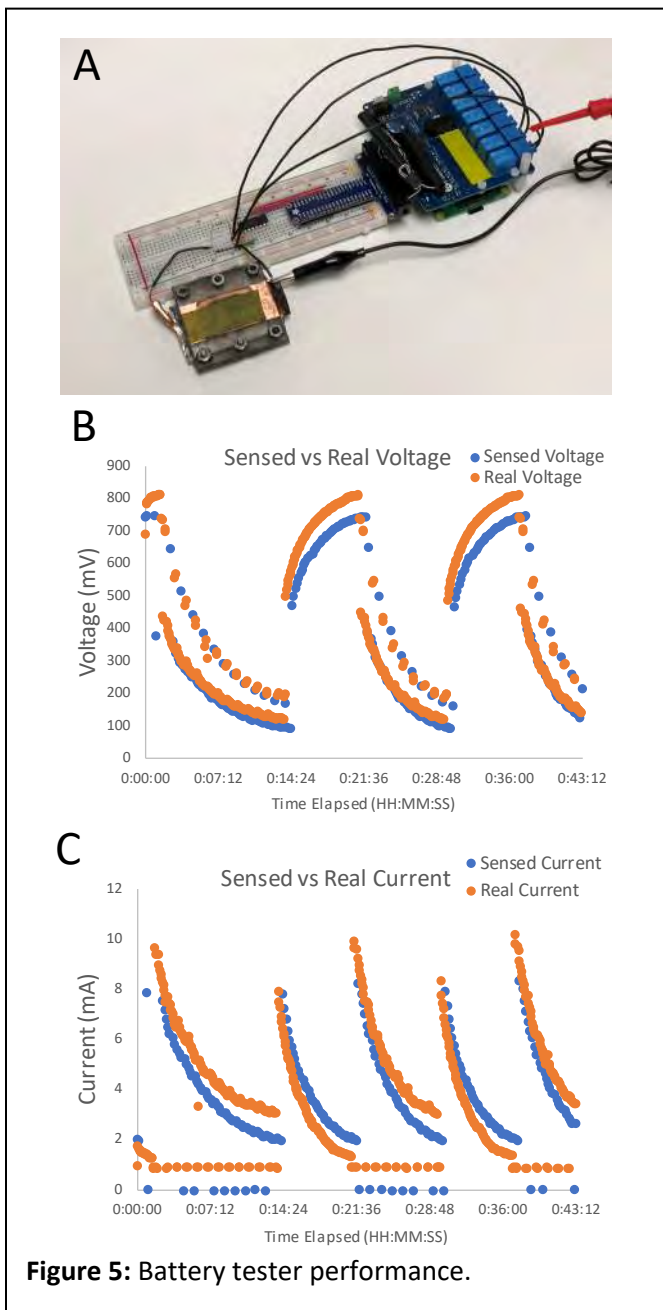 A
B
Sensed vs Real Voltage
Sensed Voltage
Real Voltage
900
800
700
600
500
400
300
200
100
0
Voltage (mV)
0:00:00 0:07:12 0:14:24 0:21:36 0:28:48 0:36:00 0:43:12
Time Elapsed (HH:MM:SS)
C
Sensed vs Real Current
Sensed Current
Real Current
12
10
8
6
4
2
0
Current (mA)
0:00:00 0:07:12 0:14:24 0:21:36 0:28:48 0:36:00 0:43:12
Time Elapsed (HH:MM:SS)
Figure 5: Battery tester performance.